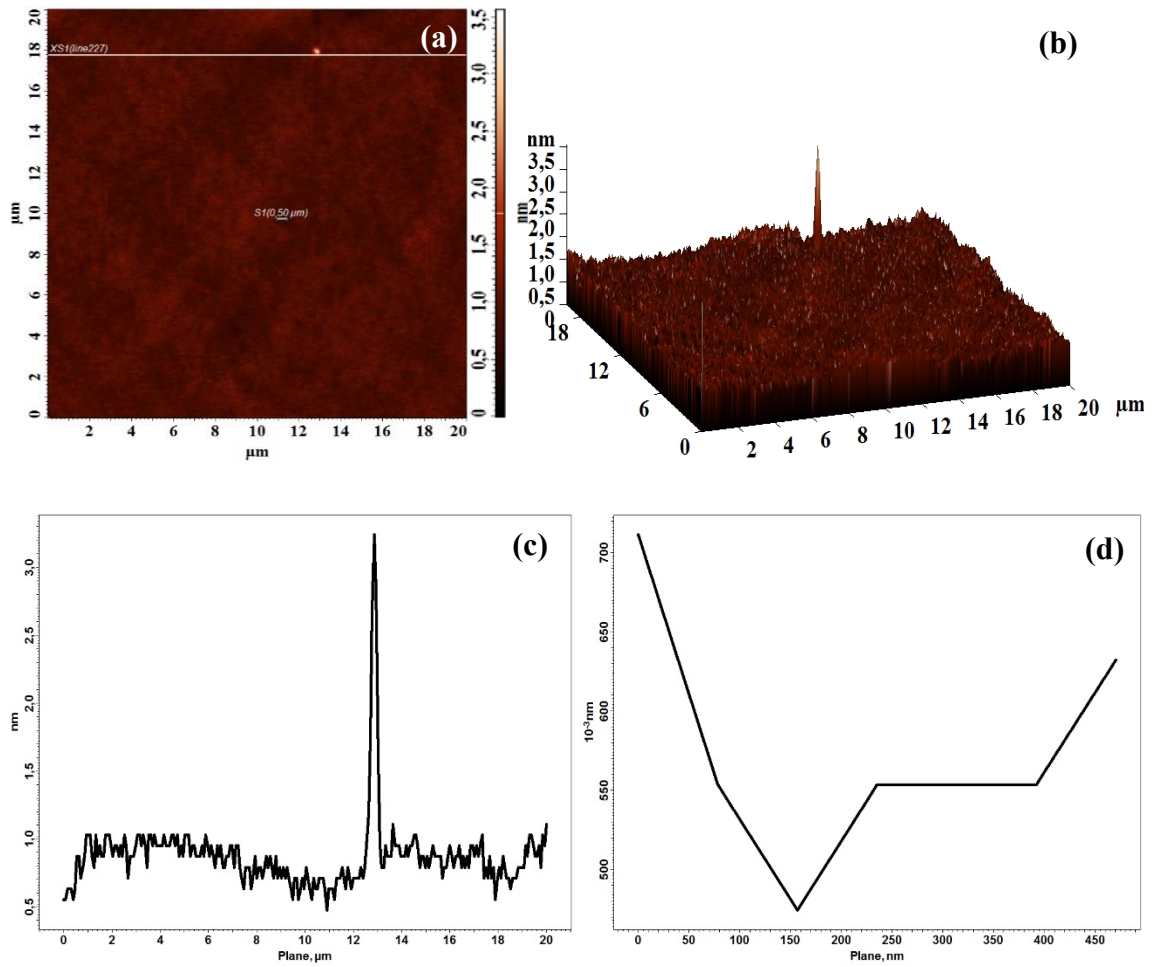 (a)
XS1(line227)
S1(0,50 µm)
20
18
16
14
12
10
8
6
4
2
0
µm
2 4 6 8 10 12 14 16 18 20
µm
3,5
3,0
2,5
2,0
1,5
1,0
0,5
0
nm
(b)
nm
3,5
3,0
2,5
2,0
1,5
1,0
0,5
0
18
12
6
0
2 4 6 8 10 12 14 16 18 20 µm
(c)
3,0
2,5
2,0
1,5
1,0
0,5
nm
0 2 4 6 8 10 12 14 16 18 20
Plane, µm
(d)
700
650
600
550
500
10⁻³nm
0 50 100 150 200 250 300 350 400 450
Plane, nm